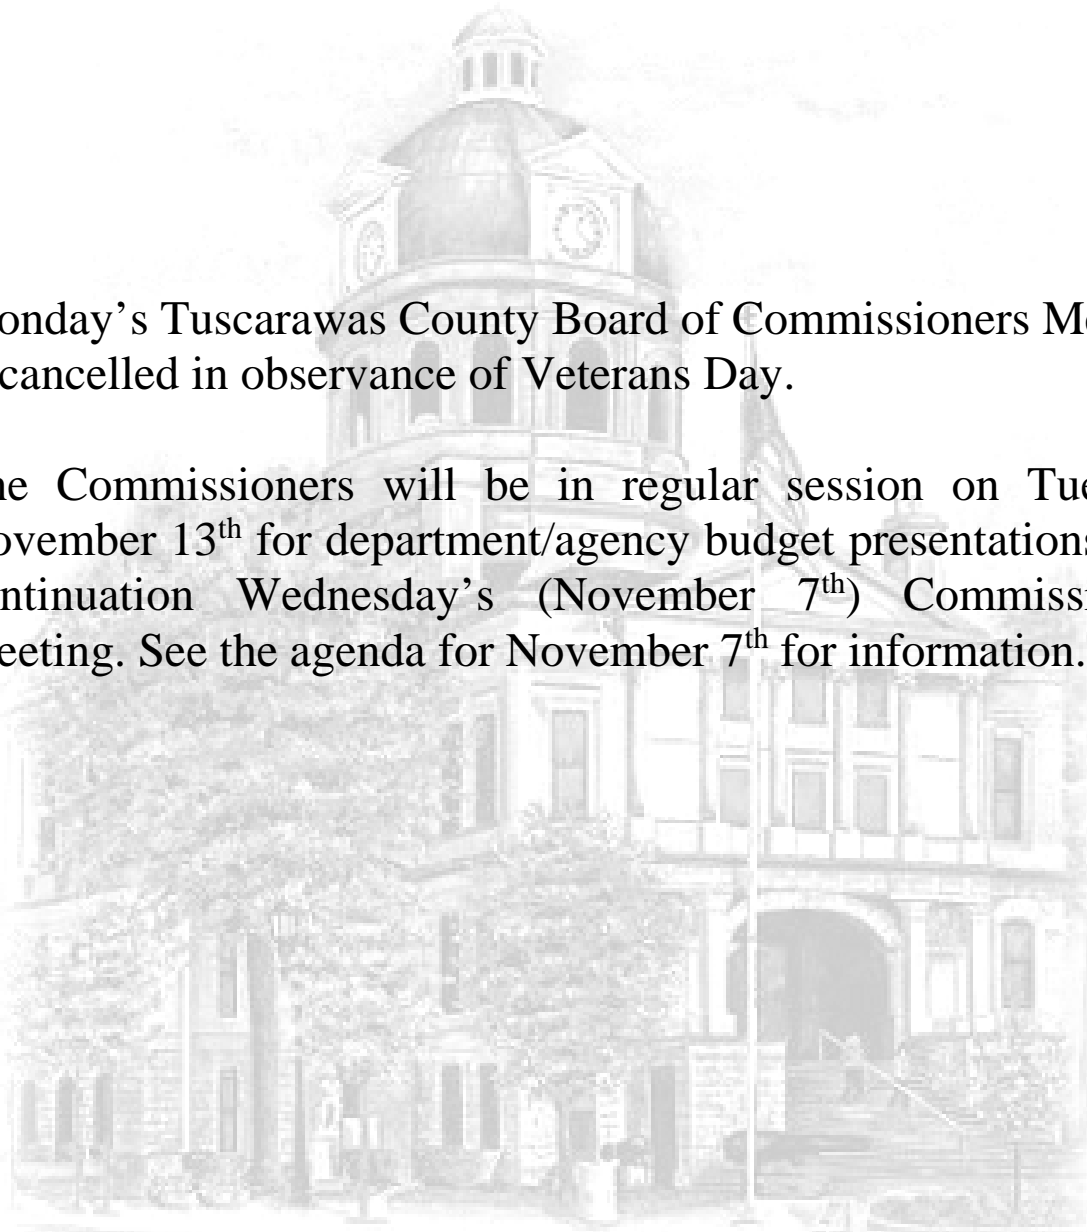 onday’s Tuscarawas County Board of Commissioners M
cancelled in observance of Veterans Day.
he Commissioners will be in regular session on Tue
ovember 13th for department/agency budget presentations
ntinuation Wednesday’s (November 7th) Commiss
eeting. See the agenda for November 7th for information.